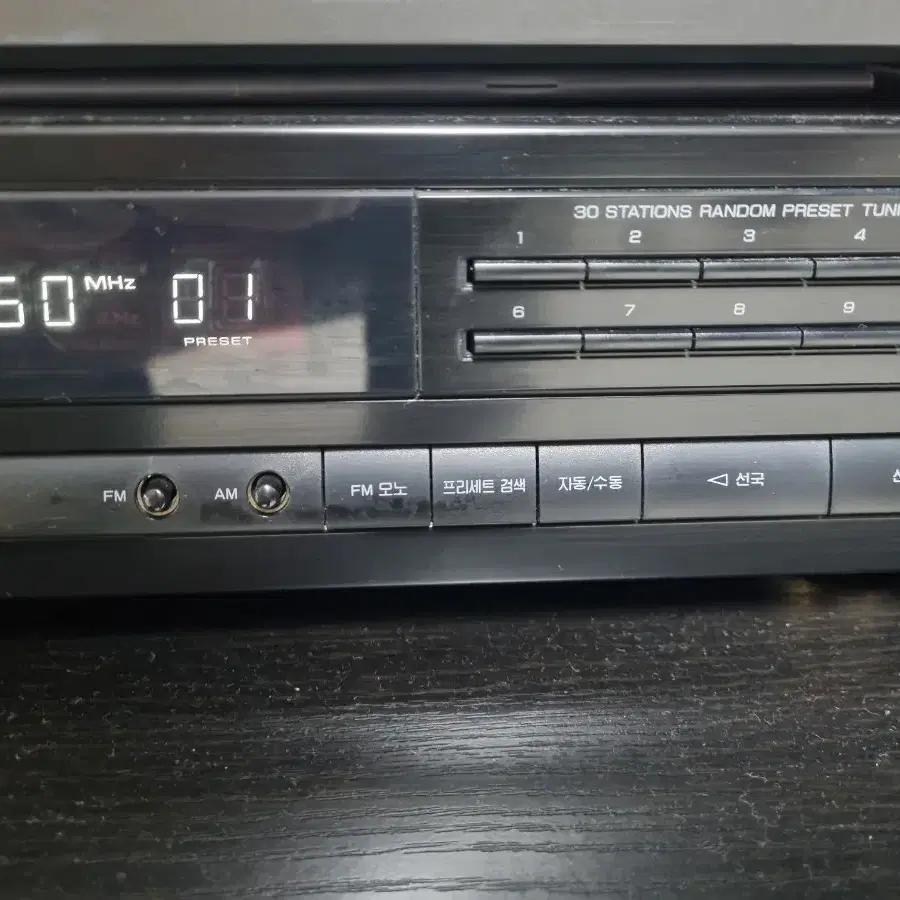 30 STATIONS RANDOM PRESET
1 2 3 4
50 MHz 01
PRESET
6 7 8 9
FM AM FM 모노 프리세트 검색 자동/수동 ◁ 선국